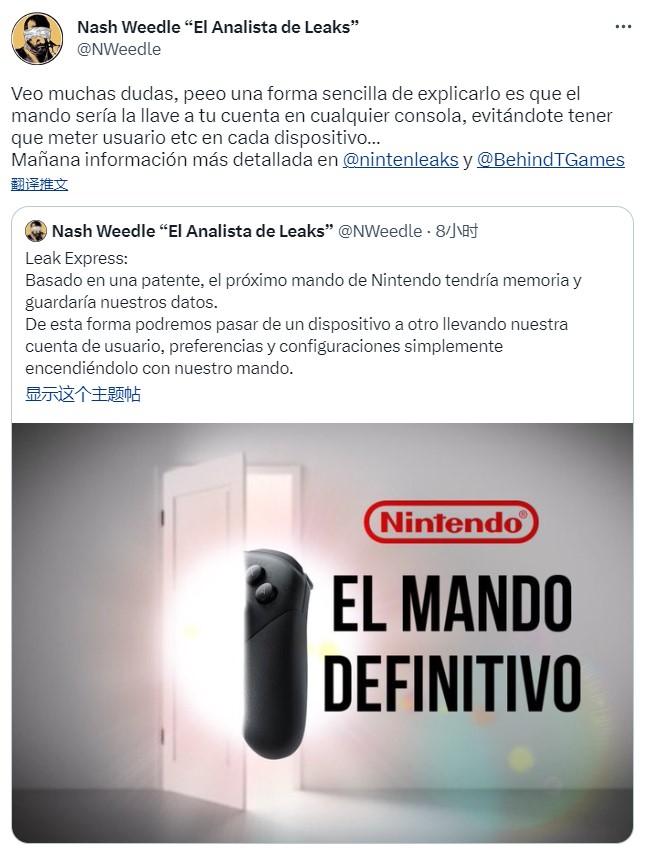 Nash Weedle “El Analista de Leaks”
@NWeedle
Veo muchas dudas, peeo una forma sencilla de explicarlo es que el
mando sería la llave a tu cuenta en cualquier consola, evitándote tener
que meter usuario etc en cada dispositivo...
Mañana información más detallada en @nintenleaks y @BehindTGames
翻译推文
Nash Weedle “El Analista de Leaks” @NWeedle · 8小时
Leak Express:
Basado en una patente, el próximo mando de Nintendo tendría memoria y
guardaría nuestros datos.
De esta forma podremos pasar de un dispositivo a otro llevando nuestra
cuenta de usuario, preferencias y configuraciones simplemente
encendiéndolo con nuestro mando.
显示这个主题帖
Nintendo®
EL MANDO
DEFINITIVO